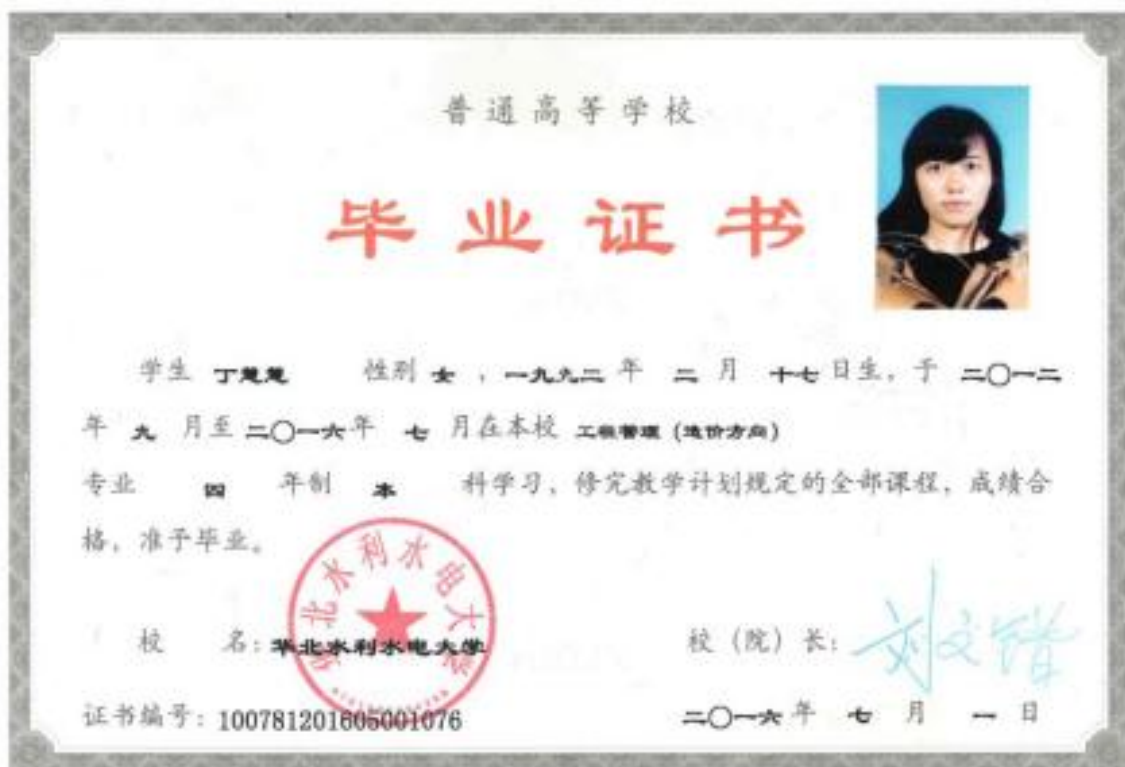 普通高等学校
毕业证书
学生 丁慧慧 性别 女 ，一九九二 年 二 月 十七 日生，于 二〇一二
年 九 月至 二〇一六 年 七 月在本校 工程管理（造价方向）
专业 四 年制 本 科学习，修完教学计划规定的全部课程，成绩合
格，准予毕业。
华北水利水电大学
校 名：华北水利水电大学 校（院）长：刘文锴
证书编号：100781201605001076 二〇一六 年 七 月 一 日